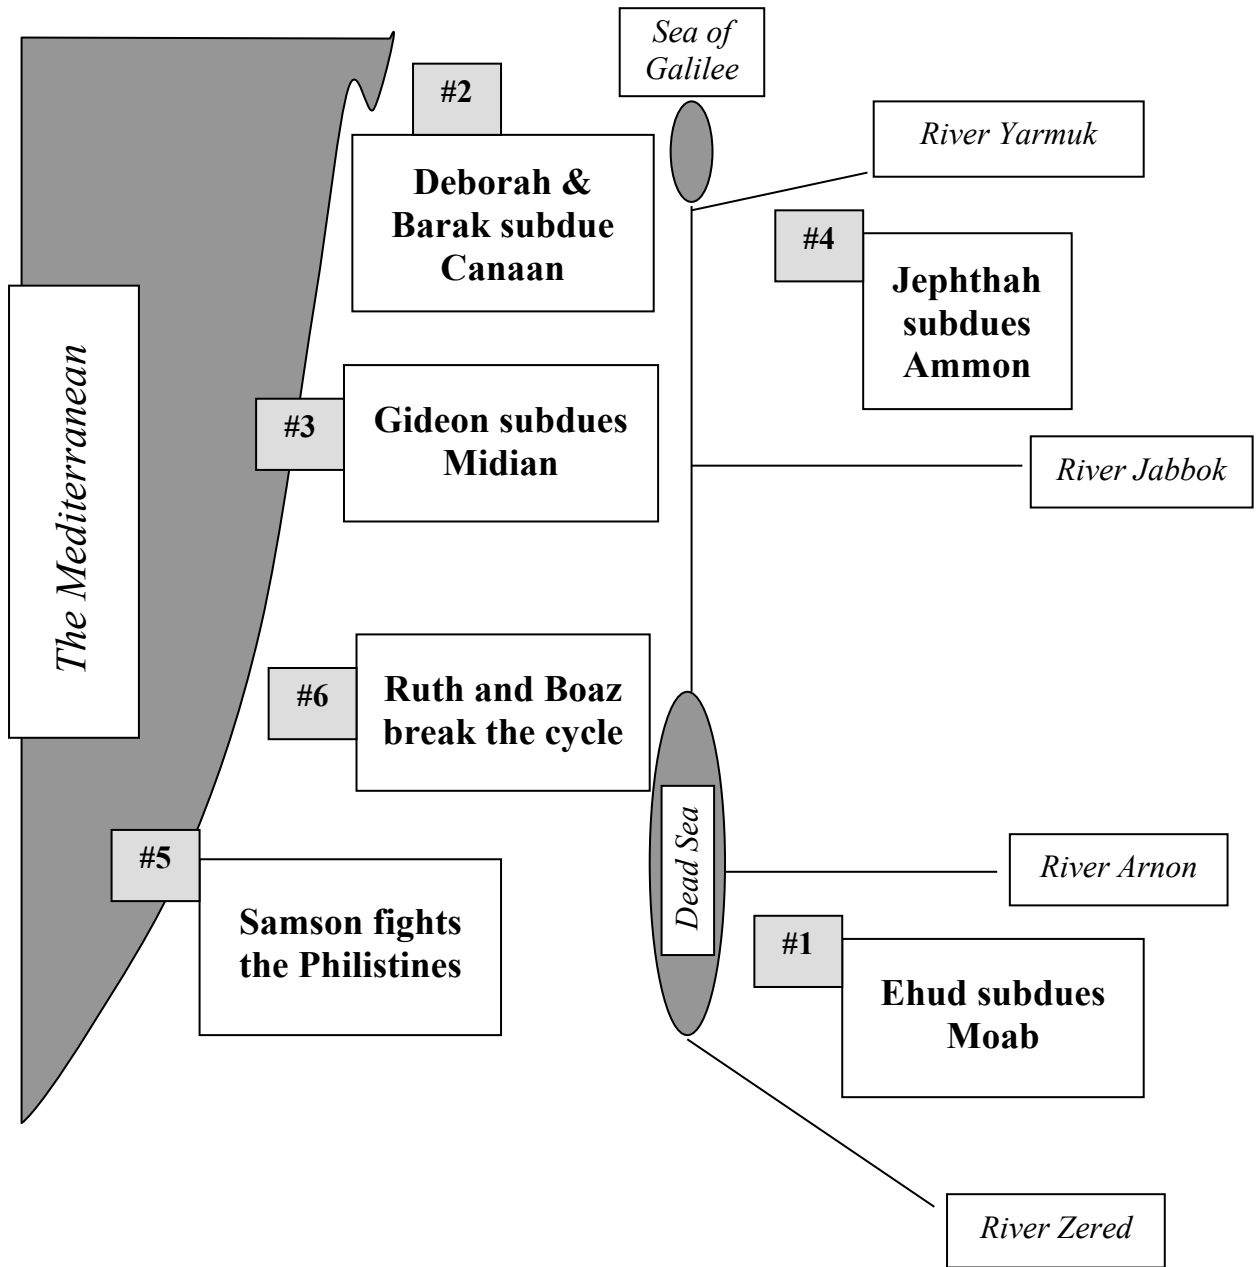 Sea of
Galilee
#2
River Yarmuk
Deborah &
Barak subdue
Canaan
#4
Jephthah
subdues
Ammon
The Mediterranean
#3
Gideon subdues
Midian
River Jabbok
#6
Ruth and Boaz
break the cycle
#5
Samson fights
the Philistines
Dead Sea
River Arnon
#1
Ehud subdues
Moab
River Zered